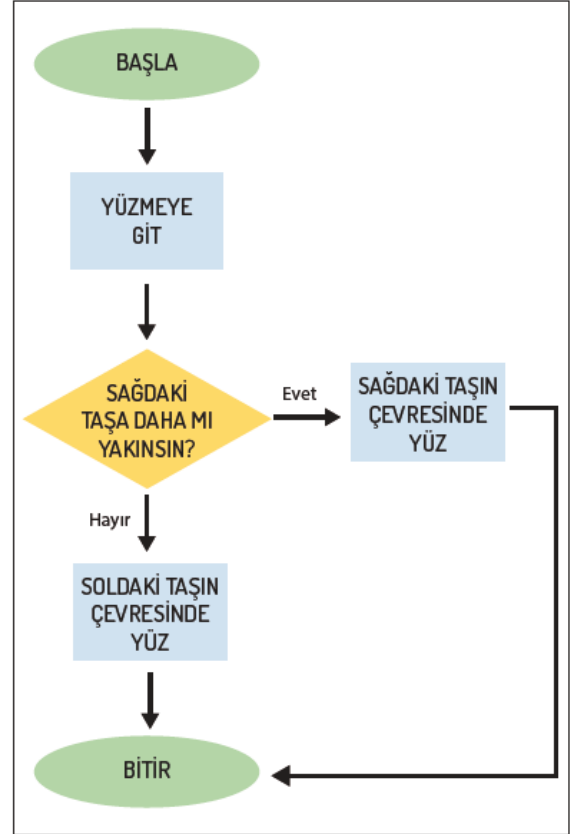 BAŞLA
YÜZMEYE
GİT
SAĞDAKİ
TAŞA DAHA MI
YAKINSIN?
Evet
SAĞDAKİ TAŞIN
ÇEVRESİNDE
YÜZ
Hayır
SOLDAKİ TAŞIN
ÇEVRESİNDE
YÜZ
BİTİR